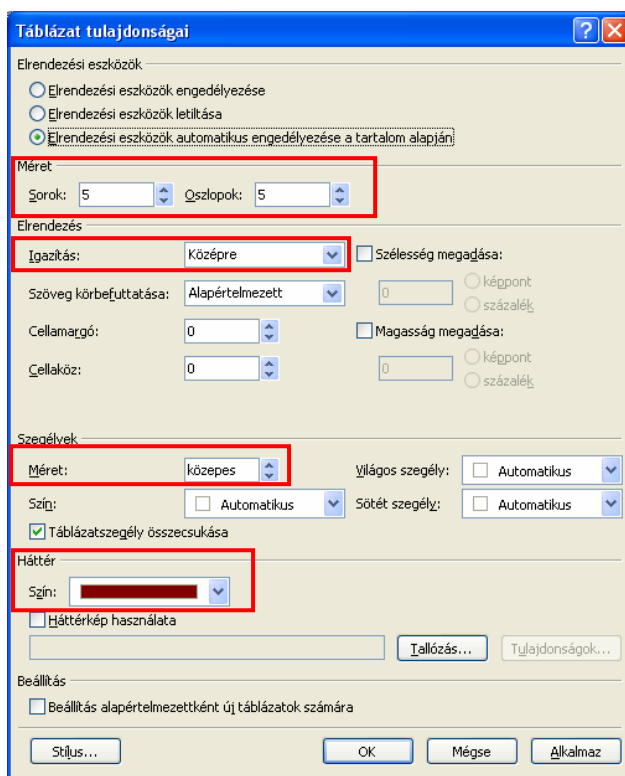 Táblázat tulajdonságai
Elrendezési eszközök
Elrendezési eszközök engedélyezése
Elrendezési eszközök letiltása
Elrendezési eszközök automatikus engedélyezése a tartalom alapján
Méret
Sorok: 5 Oszlopok: 5
Elrendezés
Igazítás: Középre Szélesség megadása:
Szöveg körbefuttatása: Alapértelmezett 0 képpont
százalék
Cellamargó: 0 Magasság megadása:
Cellaköz: 0 0 képpont
százalék
Szegélyek
Méret: közepes Világos szegély: Automatikus
Szín: Automatikus Sötét szegély: Automatikus
Táblázatszegély összecsukása
Háttér
Szín:
Háttérkép használata
Tallózás... Tulajdonságok...
Beállítás
Beállítás alapértelmezettként új táblázatok számára
Stílus... OK Mégse Alkalmaz